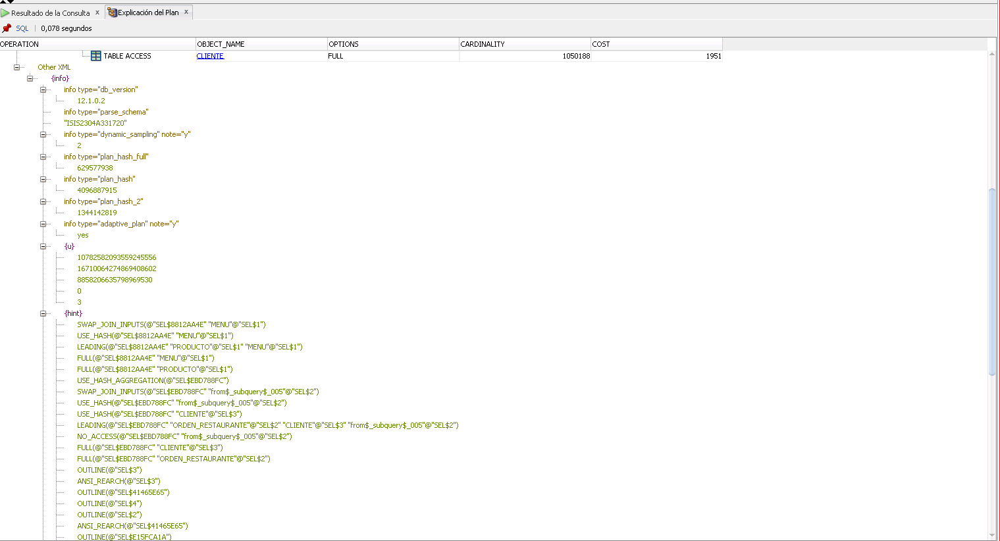 Resultado de la Consulta x Explicación del Plan x
SQL | 0,078 segundos
OPERATION OBJECT_NAME OPTIONS CARDINALITY COST
TABLE ACCESS CLIENTE FULL 1050188 1951
Other XML
{info}
info type="db_version"
12.1.0.2
info type="parse_schema"
"ISIS2304A331720"
info type="dynamic_sampling" note="y"
2
info type="plan_hash_full"
629577938
info type="plan_hash"
4096887915
info type="plan_hash_2"
1344142819
info type="adaptive_plan" note="y"
yes
{u}
10782582093559245556
16710064274869408602
8858206635798969530
0
3
{hint}
SWAP_JOIN_INPUTS(@"SEL$8812AA4E" "MENU"@"SEL$1")
USE_HASH(@"SEL$8812AA4E" "MENU"@"SEL$1")
LEADING(@"SEL$8812AA4E" "PRODUCTO"@"SEL$1" "MENU"@"SEL$1")
FULL(@"SEL$8812AA4E" "MENU"@"SEL$1")
FULL(@"SEL$8812AA4E" "PRODUCTO"@"SEL$1")
USE_HASH_AGGREGATION(@"SEL$EBD788FC")
SWAP_JOIN_INPUTS(@"SEL$EBD788FC" "from$_subquery$_005"@"SEL$2")
USE_HASH(@"SEL$EBD788FC" "from$_subquery$_005"@"SEL$2")
USE_HASH(@"SEL$EBD788FC" "CLIENTE"@"SEL$3")
LEADING(@"SEL$EBD788FC" "ORDEN_RESTAURANTE"@"SEL$2" "CLIENTE"@"SEL$3" "from$_subquery$_005"@"SEL$2")
NO_ACCESS(@"SEL$EBD788FC" "from$_subquery$_005"@"SEL$2")
FULL(@"SEL$EBD788FC" "CLIENTE"@"SEL$3")
FULL(@"SEL$EBD788FC" "ORDEN_RESTAURANTE"@"SEL$2")
OUTLINE(@"SEL$3")
ANSI_REARCH(@"SEL$3")
OUTLINE(@"SEL$41465E65")
OUTLINE(@"SEL$4")
OUTLINE(@"SEL$2")
ANSI_REARCH(@"SEL$41465E65")
OUTLINE(@"SEL$E15FCA1A")